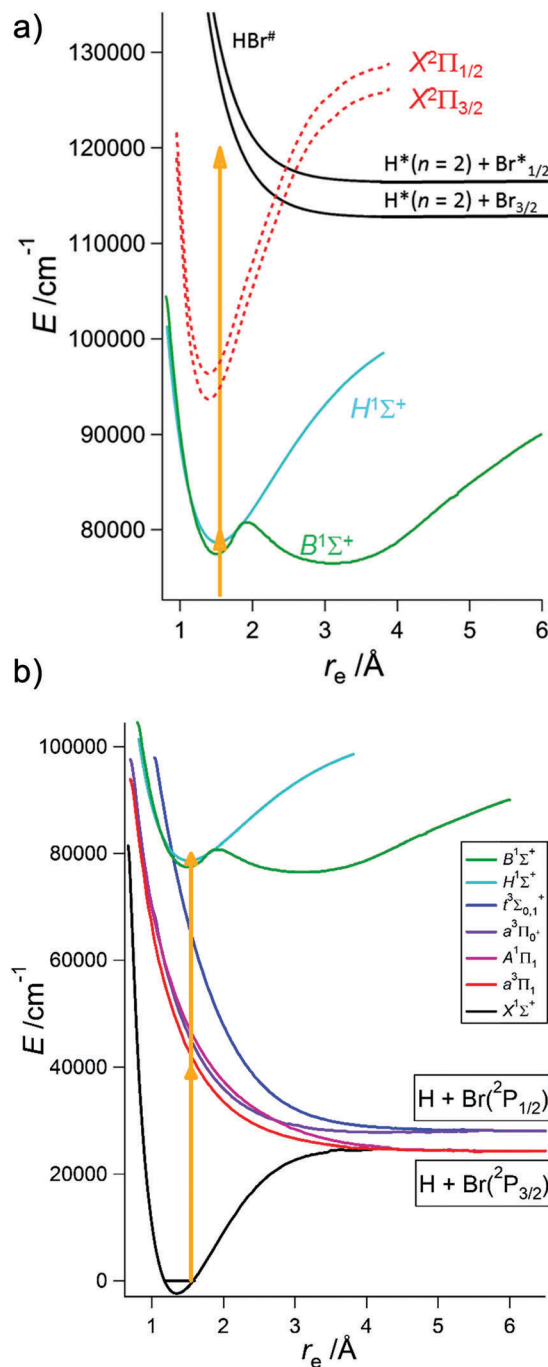 a)
HBr#
X²Π₁/₂
X²Π₃/₂
H*(n = 2) + Br*₁/₂
H*(n = 2) + Br₃/₂
H¹Σ⁺
B¹Σ⁺
E /cm⁻¹
130000
120000
110000
100000
90000
80000
1 2 3 4 5 6
rₑ /Å
b)
E /cm⁻¹
100000
80000
60000
40000
20000
0
B¹Σ⁺
H¹Σ⁺
t³Σ₀,₁⁺
a³Π₀⁺
A¹Π₁
a³Π₁
X¹Σ⁺
H + Br(²P₁/₂)
H + Br(²P₃/₂)
1 2 3 4 5 6
rₑ /Å